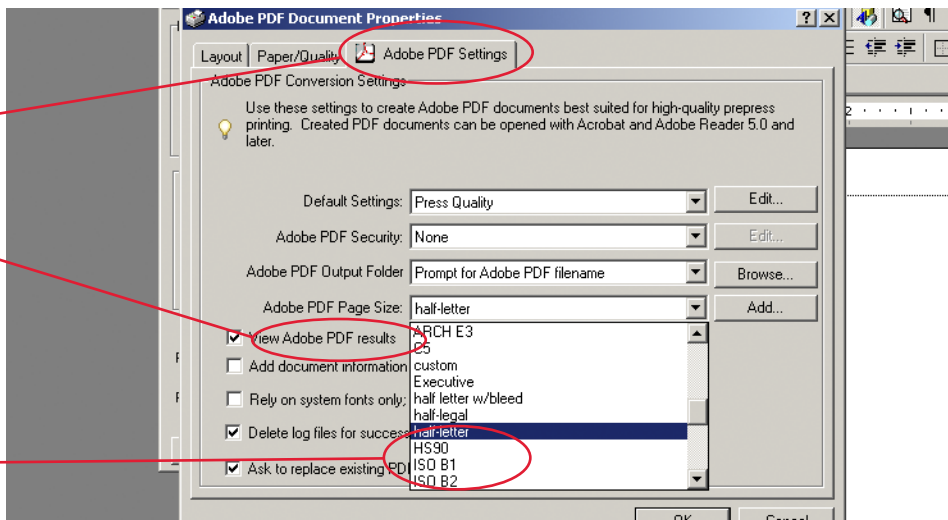 Adobe PDF Document Properties
Layout Paper/Quality Adobe PDF Settings
Adobe PDF Conversion Settings
Use these settings to create Adobe PDF documents best suited for high-quality prepress
printing. Created PDF documents can be opened with Acrobat and Adobe Reader 5.0 and
later.
Default Settings: Press Quality Edit...
Adobe PDF Security: None Edit...
Adobe PDF Output Folder Prompt for Adobe PDF filename Browse...
Adobe PDF Page Size: half-letter Add...
View Adobe PDF results
Add document information
Rely on system fonts only;
Delete log files for success
Ask to replace existing PD
ARCH E3
C5
custom
Executive
half letter w/bleed
half-legal
half-letter
HS90
ISO B1
ISO B2
OK Cancel
2